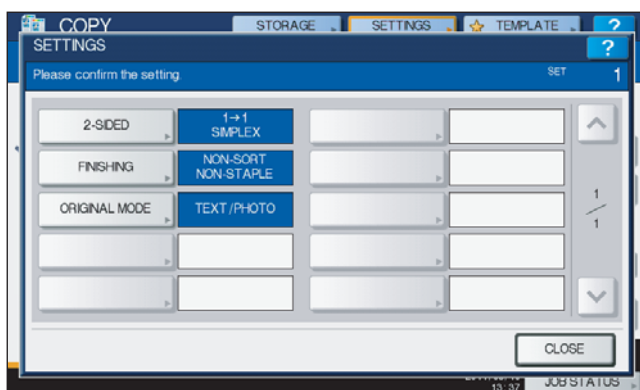 COPY
STORAGE
SETTINGS
TEMPLATE
?
SETTINGS
?
Please confirm the setting.
SET
1
2-SIDED
1→1
SIMPLEX
FINISHING
NON-SORT
NON-STAPLE
ORIGINAL MODE
TEXT/PHOTO
1
1
CLOSE
13:37
JOB STATUS